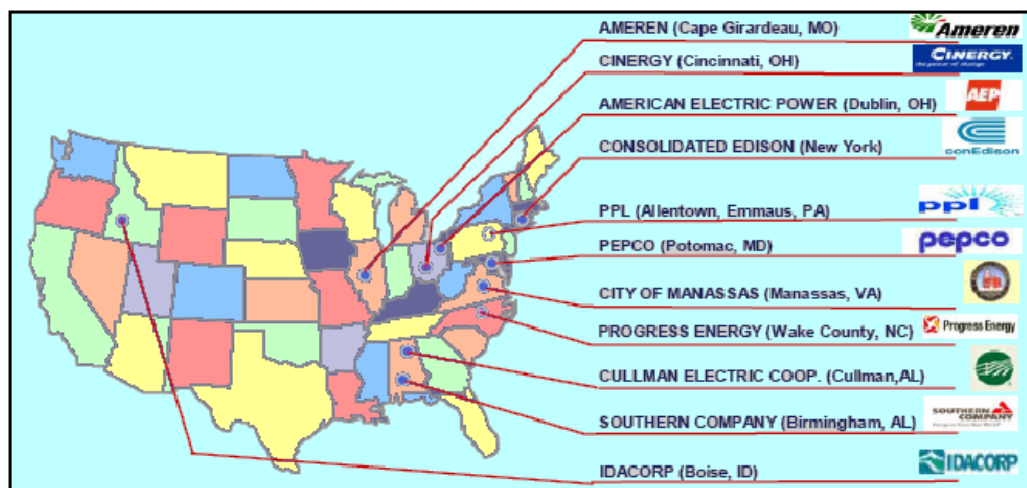 AMEREN (Cape Girardeau, MO)
Ameren
CINERGY (Cincinnati, OH)
CINERGY.
AMERICAN ELECTRIC POWER (Dublin, OH)
AEP
CONSOLIDATED EDISON (New York)
conEdison
PPL (Allentown, Emmaus, PA)
ppl
PEPCO (Potomac, MD)
pepco
CITY OF MANASSAS (Manassas, VA)
PROGRESS ENERGY (Wake County, NC)
Progress Energy
CULLMAN ELECTRIC COOP. (Cullman,AL)
SOUTHERN COMPANY (Birmingham, AL)
SOUTHERN
COMPANY
IDACORP (Boise, ID)
IDACORP